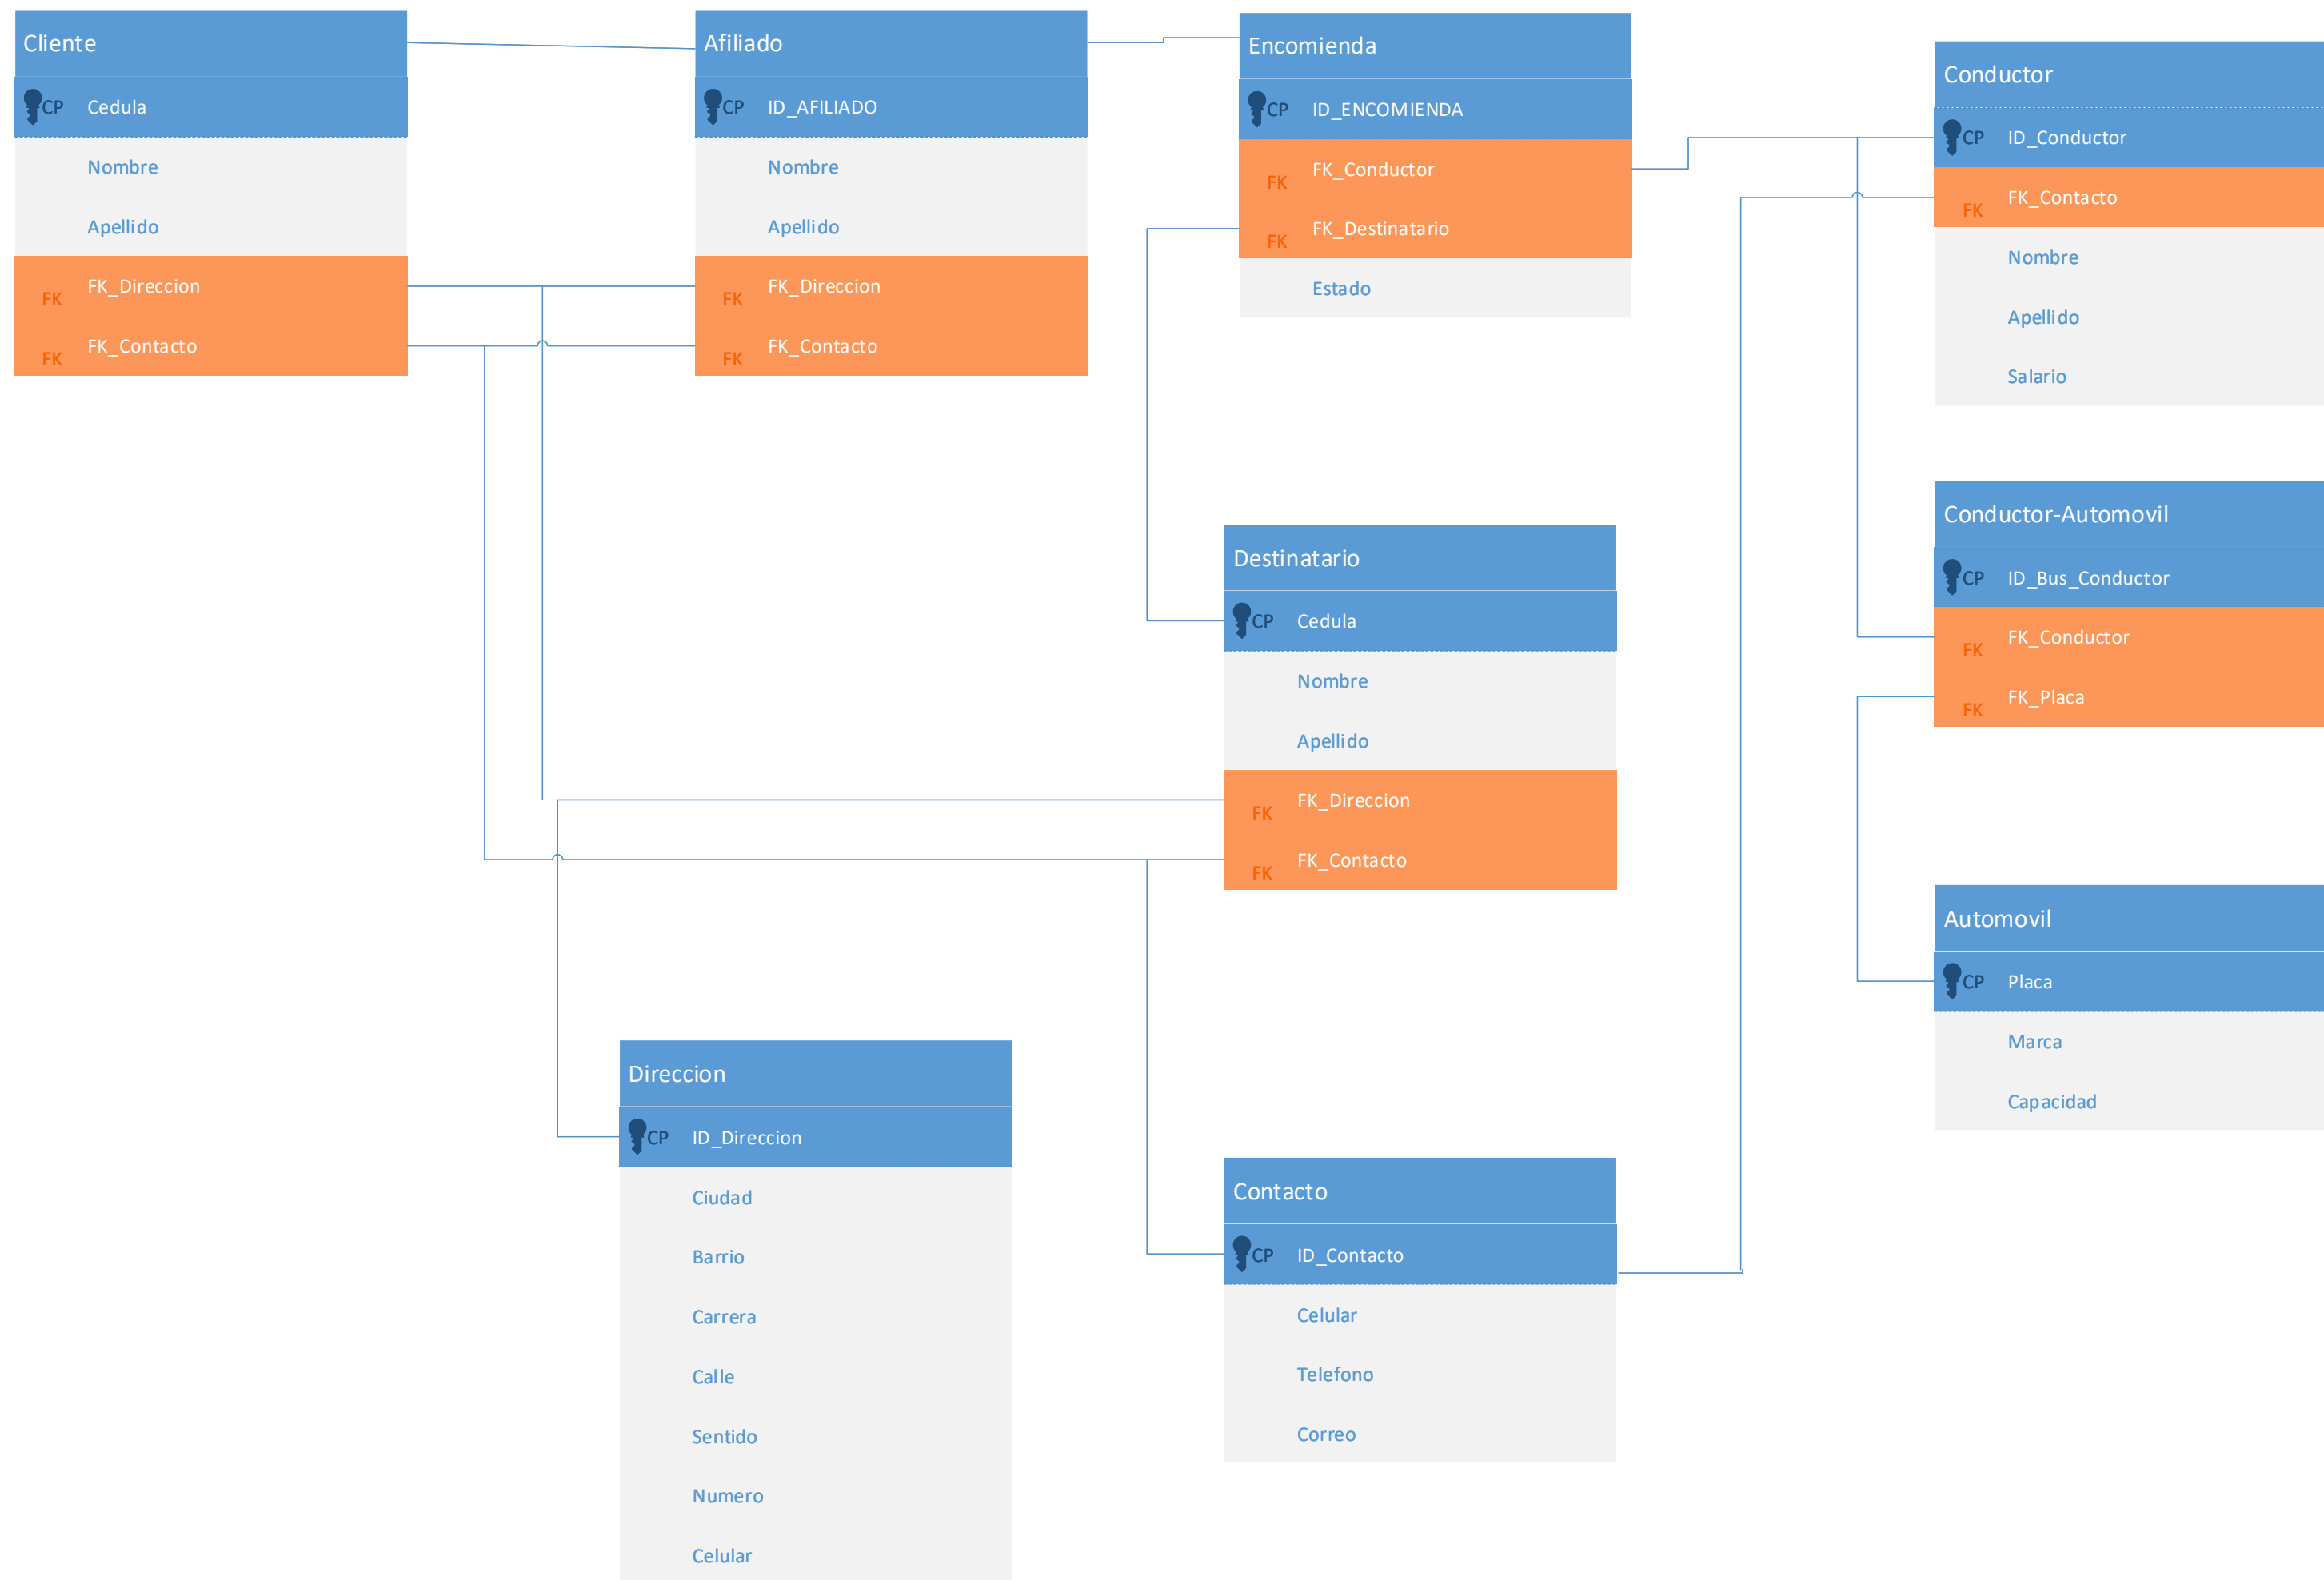 Cliente
CP Cedula
Nombre
Apellido
FK FK_Direccion
FK FK_Contacto
Afiliado
CP ID_AFILIADO
Nombre
Apellido
FK FK_Direccion
FK FK_Contacto
Encomienda
CP ID_ENCOMIENDA
FK FK_Conductor
FK FK_Destinatario
Estado
Conductor
CP ID_Conductor
FK FK_Contacto
Nombre
Apellido
Salario
Destinatario
CP Cedula
Nombre
Apellido
FK FK_Direccion
FK FK_Contacto
Conductor-Automovil
CP ID_Bus_Conductor
FK FK_Conductor
FK FK_Placa
Automovil
CP Placa
Marca
Capacidad
Direccion
CP ID_Direccion
Ciudad
Barrio
Carrera
Calle
Sentido
Numero
Celular
Contacto
CP ID_Contacto
Celular
Telefono
Correo